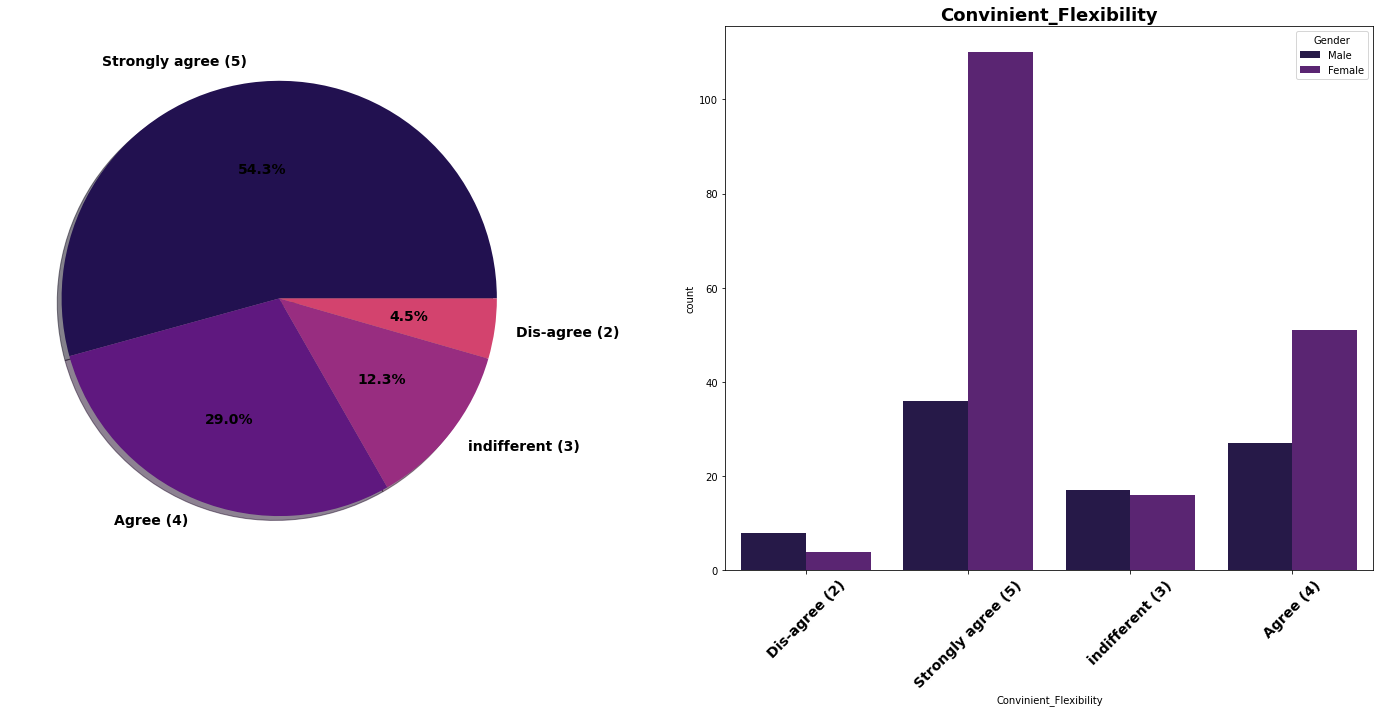 Strongly agree (5)
54.3%
4.5%
Dis-agree (2)
12.3%
29.0%
indifferent (3)
Agree (4)
Convinient_Flexibility
Gender
Male
Female
100
80
60
40
20
0
count
Dis-agree (2)
Strongly agree (5)
indifferent (3)
Agree (4)
Convinient_Flexibility